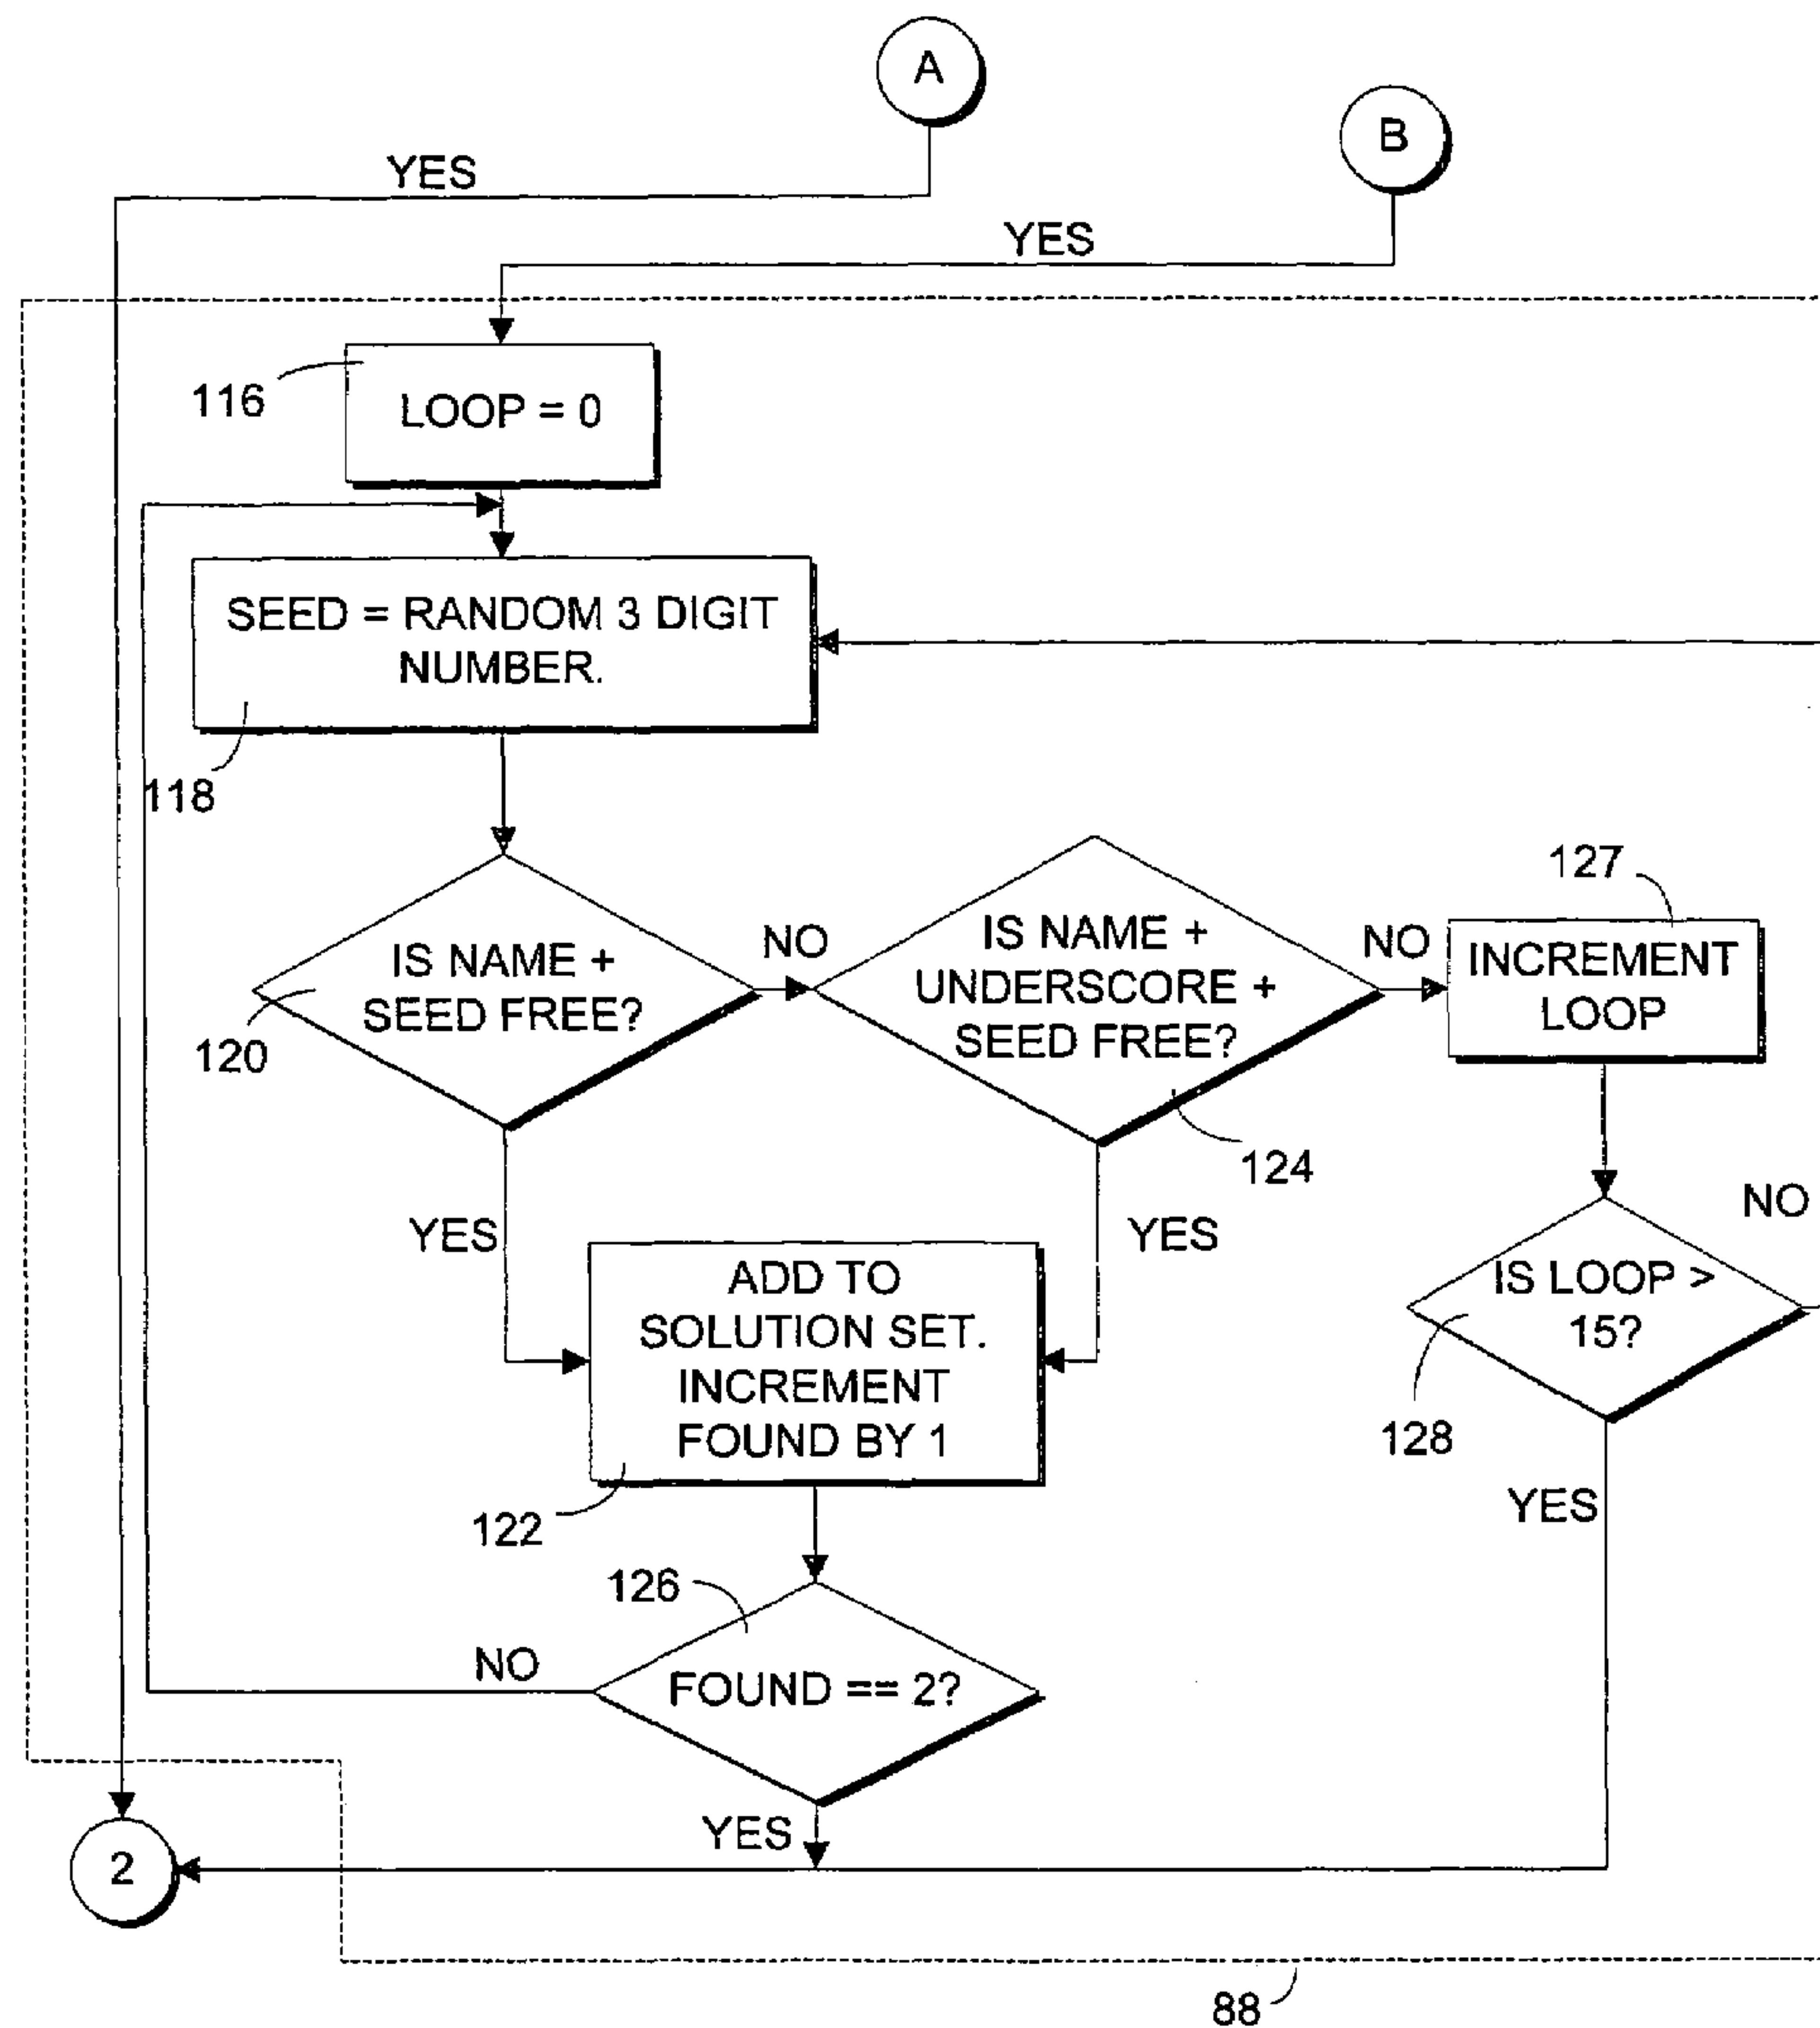 A
B
YES
YES
116
LOOP = 0
SEED = RANDOM 3 DIGIT
NUMBER.
118
IS NAME +
SEED FREE?
120
NO
IS NAME +
UNDERSCORE +
SEED FREE?
124
NO
127
INCREMENT
LOOP
YES
YES
ADD TO
SOLUTION SET.
INCREMENT
FOUND BY 1
122
NO
IS LOOP >
15?
128
YES
126
FOUND == 2?
NO
YES
2
88